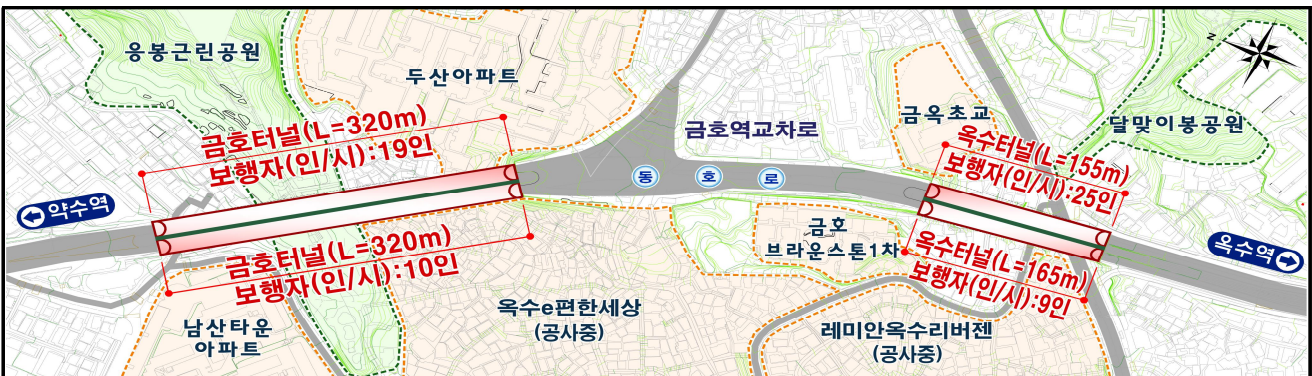 응봉근린공원
두산아파트
금호역교차로
금옥초교
달맞이봉공원
N
금호터널(L=320m)
보행자(인/시):19인
옥수터널(L=155m)
보행자(인/시):25인
약수역
동호로
금호터널(L=320m)
보행자(인/시):10인
금호
브라운스톤1차
옥수터널(L=165m)
보행자(인/시):9인
옥수역
남산타운
아파트
옥수e편한세상
(공사중)
레미안옥수리버젠
(공사중)